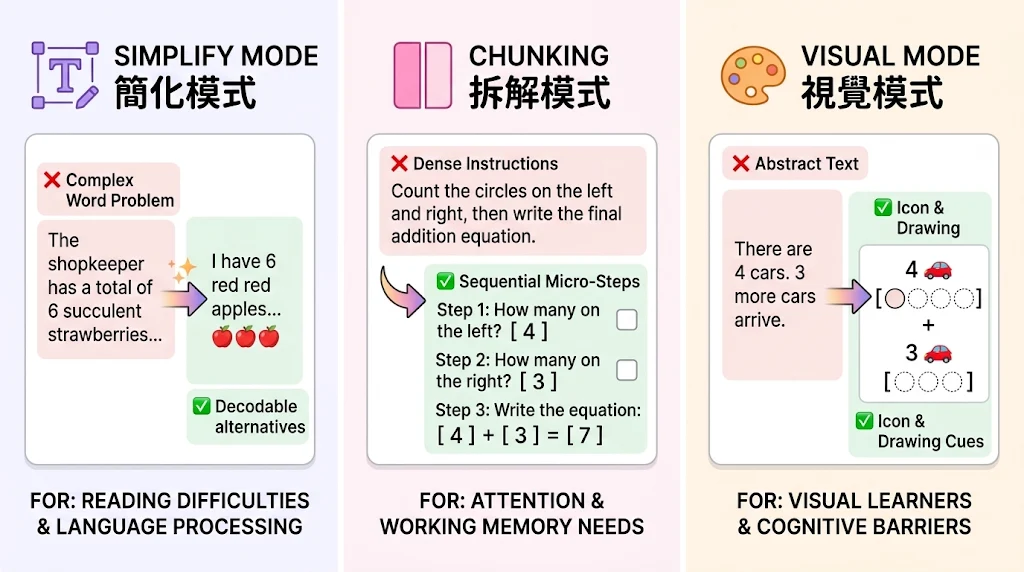 SIMPLIFY MODE
簡化模式
❌ Complex
Word Problem
The
shopkeeper
has a total of
6 succulent
strawberries...
I have 6
red red
apples...
✅ Decodable
alternatives
FOR: READING DIFFICULTIES
& LANGUAGE PROCESSING
CHUNKING
拆解模式
❌ Dense Instructions
Count the circles on the left
and right, then write the final
addition equation.
✅ Sequential Micro-Steps
Step 1: How many on
the left? [ 4 ]
Step 2: How many on
the right? [ 3 ]
Step 3: Write the equation:
[ 4 ] + [ 3 ] = [ 7 ]
FOR: ATTENTION &
WORKING MEMORY NEEDS
VISUAL MODE
視覺模式
❌ Abstract Text
There are
4 cars. 3
more cars
arrive.
✅ Icon &
Drawing
4 🚗
[◯◯◯◯]
+
3 🚗
[◯◯◯]
✅ Icon &
Drawing Cues
FOR: VISUAL LEARNERS
& COGNITIVE BARRIERS